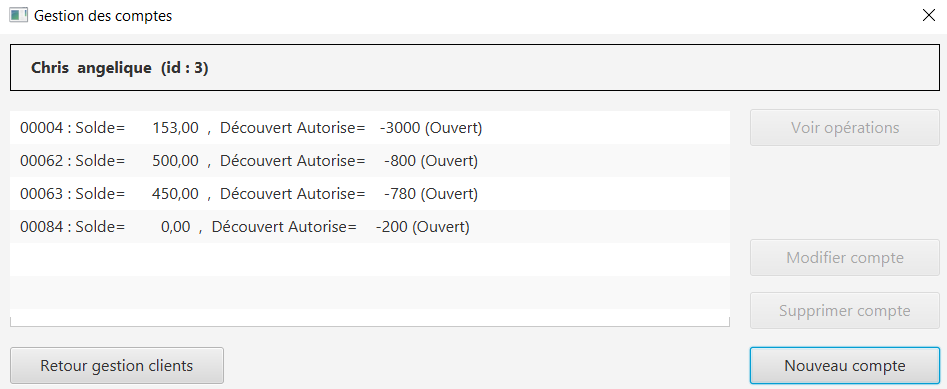 Gestion des comptes
Chris angelique (id : 3)
00004 : Solde= 153,00 , Découvert Autorise= -3000 (Ouvert)
00062 : Solde= 500,00 , Découvert Autorise= -800 (Ouvert)
00063 : Solde= 450,00 , Découvert Autorise= -780 (Ouvert)
00084 : Solde= 0,00 , Découvert Autorise= -200 (Ouvert)
Voir opérations
Modifier compte
Supprimer compte
Retour gestion clients
Nouveau compte